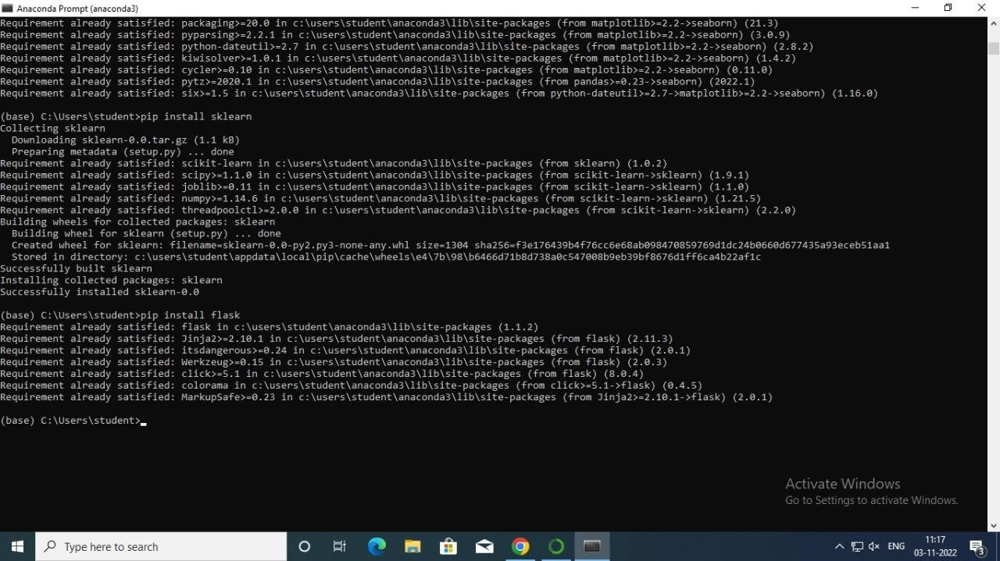 Anaconda Prompt (anaconda3)
Requirement already satisfied: packaging>=20.0 in c:\users\student\anaconda3\lib\site-packages (from matplotlib>=2.2->seaborn) (21.3)
Requirement already satisfied: pyparsing>=2.2.1 in c:\users\student\anaconda3\lib\site-packages (from matplotlib>=2.2->seaborn) (3.0.9)
Requirement already satisfied: python-dateutil>=2.7 in c:\users\student\anaconda3\lib\site-packages (from matplotlib>=2.2->seaborn) (2.8.2)
Requirement already satisfied: kiwisolver>=1.0.1 in c:\users\student\anaconda3\lib\site-packages (from matplotlib>=2.2->seaborn) (1.4.2)
Requirement already satisfied: cycler>=0.10 in c:\users\student\anaconda3\lib\site-packages (from matplotlib>=2.2->seaborn) (0.11.0)
Requirement already satisfied: pytz>=2020.1 in c:\users\student\anaconda3\lib\site-packages (from pandas>=0.23->seaborn) (2022.1)
Requirement already satisfied: six>=1.5 in c:\users\student\anaconda3\lib\site-packages (from python-dateutil>=2.7->matplotlib>=2.2->seaborn) (1.16.0)
(base) C:\Users\student>pip install sklearn
Collecting sklearn
Downloading sklearn-0.0.tar.gz (1.1 kB)
Preparing metadata (setup.py) ... done
Requirement already satisfied: scikit-learn in c:\users\student\anaconda3\lib\site-packages (from sklearn) (1.0.2)
Requirement already satisfied: scipy>=1.1.0 in c:\users\student\anaconda3\lib\site-packages (from scikit-learn->sklearn) (1.9.1)
Requirement already satisfied: joblib>=0.11 in c:\users\student\anaconda3\lib\site-packages (from scikit-learn->sklearn) (1.1.0)
Requirement already satisfied: numpy>=1.14.6 in c:\users\student\anaconda3\lib\site-packages (from scikit-learn->sklearn) (1.21.5)
Requirement already satisfied: threadpoolctl>=2.0.0 in c:\users\student\anaconda3\lib\site-packages (from scikit-learn->sklearn) (2.2.0)
Building wheels for collected packages: sklearn
Building wheel for sklearn (setup.py) ... done
Created wheel for sklearn: filename=sklearn-0.0-py2.py3-none-any.whl size=1304 sha256=f3e176439b4f76cc6e68ab098470859769d1dc24b0660d677435a93eceb51aa1
Stored in directory: c:\users\student\appdata\local\pip\cache\wheels\e4\7b\98\b6466d71b8d738a0c547008b9eb39bf8676d1ff6ca4b22af1c
Successfully built sklearn
Installing collected packages: sklearn
Successfully installed sklearn-0.0
(base) C:\Users\student>pip install flask
Requirement already satisfied: flask in c:\users\student\anaconda3\lib\site-packages (1.1.2)
Requirement already satisfied: Jinja2>=2.10.1 in c:\users\student\anaconda3\lib\site-packages (from flask) (2.11.3)
Requirement already satisfied: itsdangerous>=0.24 in c:\users\student\anaconda3\lib\site-packages (from flask) (2.0.1)
Requirement already satisfied: Werkzeug>=0.15 in c:\users\student\anaconda3\lib\site-packages (from flask) (2.0.3)
Requirement already satisfied: click>=5.1 in c:\users\student\anaconda3\lib\site-packages (from flask) (8.0.4)
Requirement already satisfied: colorama in c:\users\student\anaconda3\lib\site-packages (from click>=5.1->flask) (0.4.5)
Requirement already satisfied: MarkupSafe>=0.23 in c:\users\student\anaconda3\lib\site-packages (from Jinja2>=2.10.1->flask) (2.0.1)
(base) C:\Users\student>
Activate Windows
Go to Settings to activate Windows.
Type here to search
ENG
11:17
03-11-2022
3